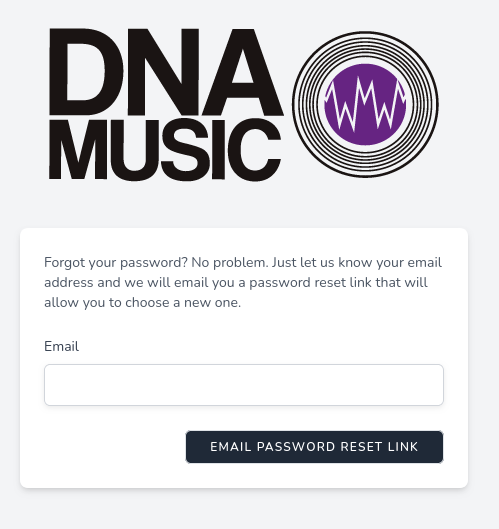 DNA
MUSIC
Forgot your password? No problem. Just let us know your email
address and we will email you a password reset link that will
allow you to choose a new one.
Email
EMAIL PASSWORD RESET LINK